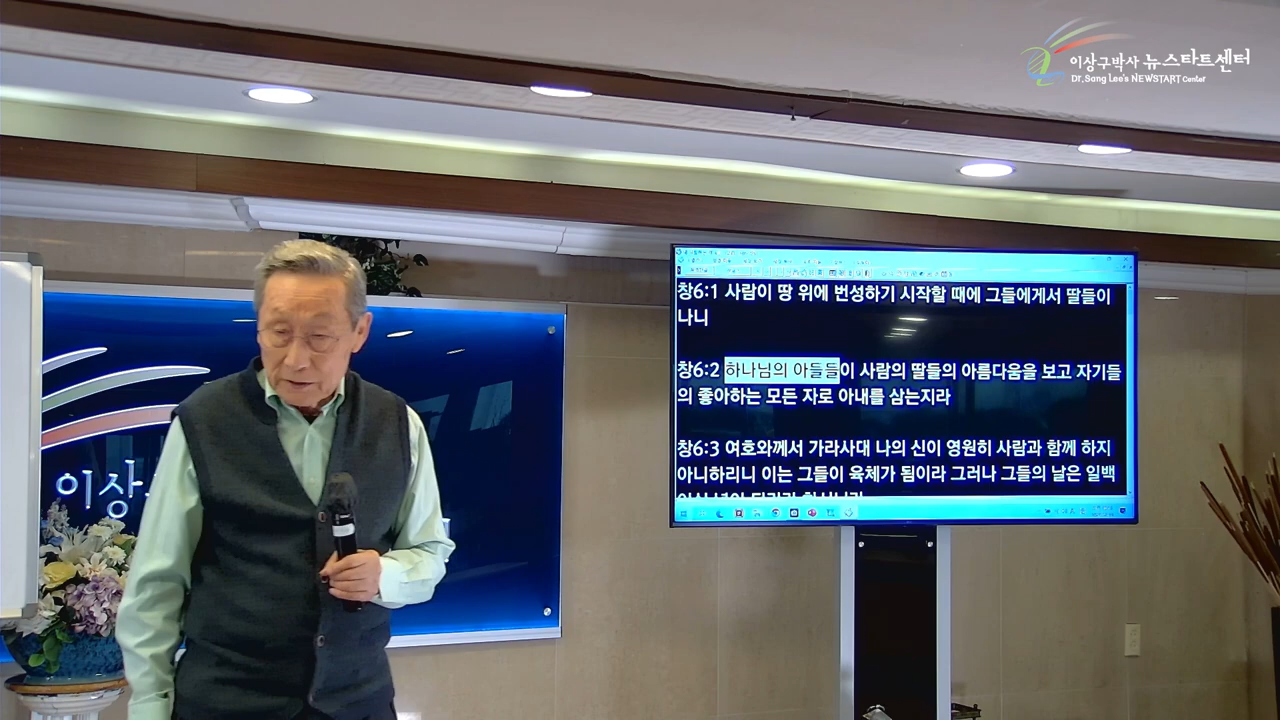 이상구박사 뉴스타트센터
Dr. Sang Lee's NEWSTART Center
창6:1 사람이 땅 위에 번성하기 시작할 때에 그들에게서 딸들이
나니
창6:2 하나님의 아들들이 사람의 딸들의 아름다움을 보고 자기들
의 좋아하는 모든 자로 아내를 삼는지라
창6:3 여호와께서 가라사대 나의 신이 영원히 사람과 함께 하지
아니하리니 이는 그들이 육체가 됨이라 그러나 그들의 날은 일백
이상